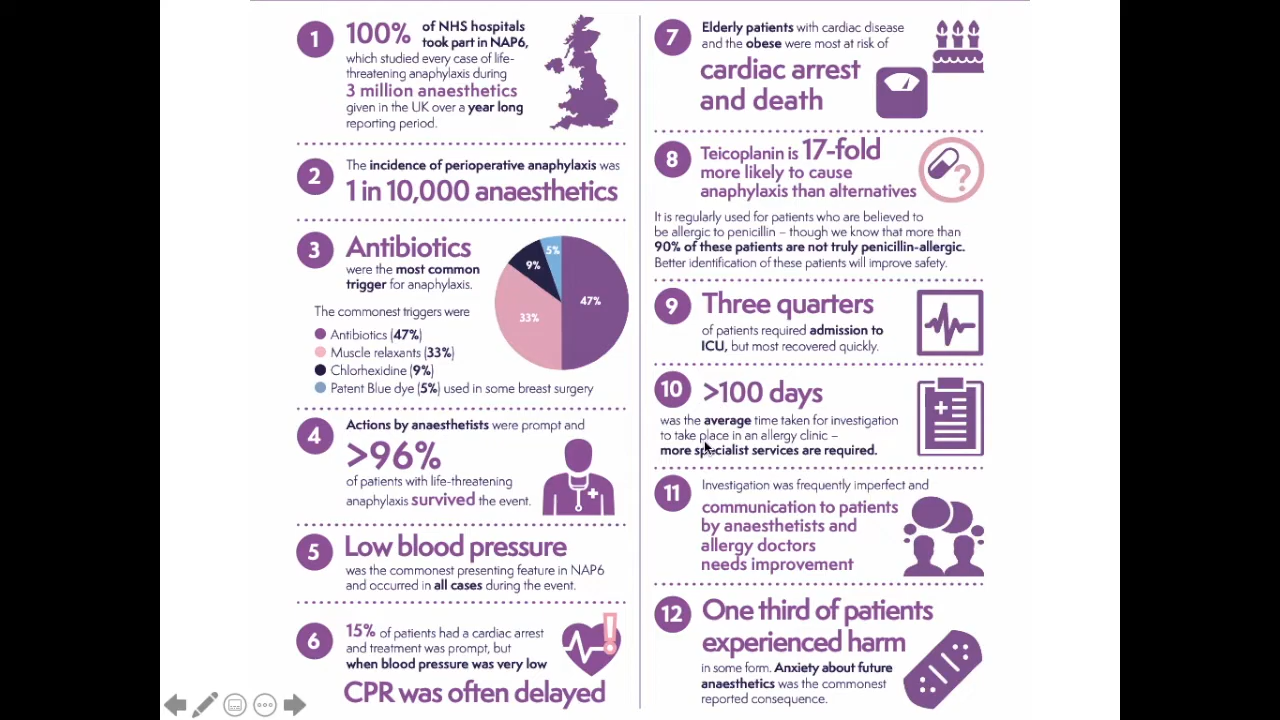 1
100% of NHS hospitals
took part in NAP6,
which studied every case of life-
threatening anaphylaxis during
3 million anaesthetics
given in the UK over a year long
reporting period.
2
The incidence of perioperative anaphylaxis was
1 in 10,000 anaesthetics
3
Antibiotics
were the most common
trigger for anaphylaxis.
The commonest triggers were
Antibiotics (47%)
Muscle relaxants (33%)
Chlorhexidine (9%)
Patent Blue dye (5%) used in some breast surgery
5%
9%
47%
33%
4
Actions by anaesthetists were prompt and
>96%
of patients with life-threatening
anaphylaxis survived the event.
5
Low blood pressure
was the commonest presenting feature in NAP6
and occurred in all cases during the event.
6
15% of patients had a cardiac arrest
and treatment was prompt, but
when blood pressure was very low
CPR was often delayed
7
Elderly patients with cardiac disease
and the obese were most at risk of
cardiac arrest
and death
8
Teicoplanin is 17-fold
more likely to cause
anaphylaxis than alternatives
?
It is regularly used for patients who are believed to
be allergic to penicillin – though we know that more than
90% of these patients are not truly penicillin-allergic.
Better identification of these patients will improve safety.
9
Three quarters
of patients required admission to
ICU, but most recovered quickly.
10
>100 days
was the average time taken for investigation
to take place in an allergy clinic –
more specialist services are required.
11
Investigation was frequently imperfect and
communication to patients
by anaesthetists and
allergy doctors
needs improvement
12
One third of patients
experienced harm
in some form. Anxiety about future
anaesthetics was the commonest
reported consequence.